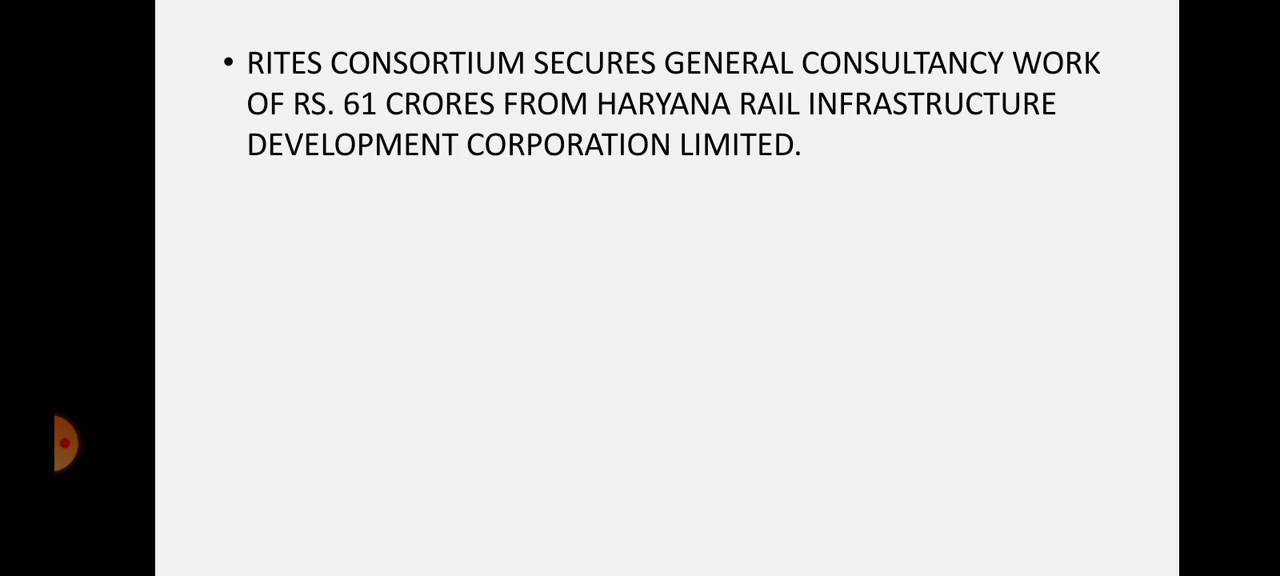 • RITES CONSORTIUM SECURES GENERAL CONSULTANCY WORK
OF RS. 61 CRORES FROM HARYANA RAIL INFRASTRUCTURE
DEVELOPMENT CORPORATION LIMITED.